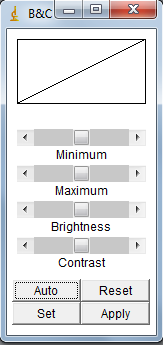 B&C
Minimum
Maximum
Brightness
Contrast
Auto Reset
Set Apply